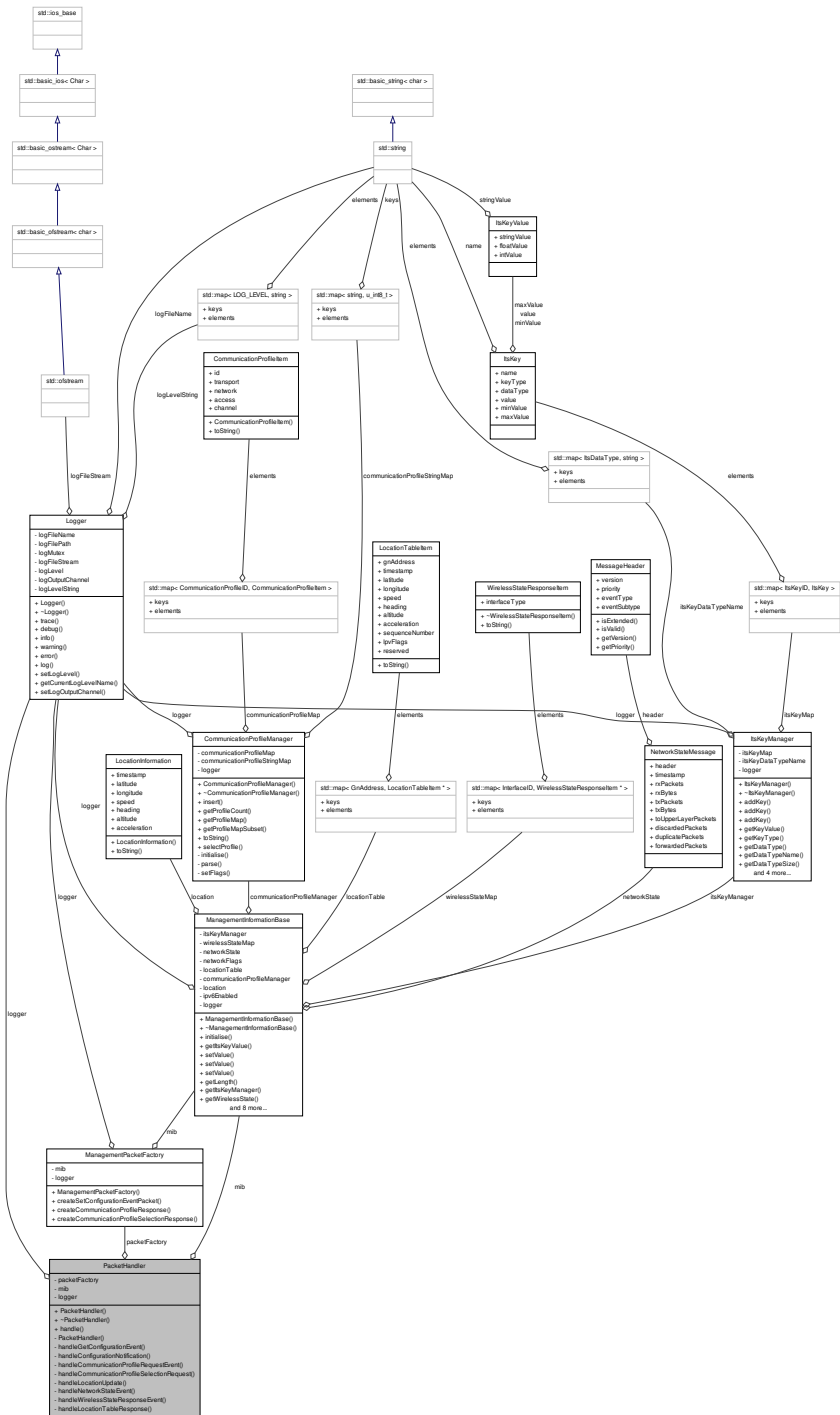 std::ios_base
std::basic_ios< Char >
std::basic_ostream< Char >
std::basic_ofstream< char >
std::ofstream
std::basic_string< char >
std::string
stringValue
elements
keys
name
elements
logFileName
ItsKeyValue
+ stringValue
+ floatValue
+ intValue
maxValue
value
minValue
std::map< LOG_LEVEL, string >
+ keys
+ elements
std::map< string, u_int8_t >
+ keys
+ elements
logLevelString
CommunicationProfileItem
+ id
+ transport
+ network
+ access
+ channel
+ CommunicationProfileItem()
+ toString()
ItsKey
+ name
+ keyType
+ dataType
+ value
+ minValue
+ maxValue
logFileStream
elements
communicationProfileStringMap
std::map< ItsDataType, string >
+ keys
+ elements
elements
Logger
- logFileName
- logFilePath
- logMutex
- logFileStream
- logLevel
- logOutputChannel
- logLevelString
+ Logger()
+ ~Logger()
+ trace()
+ debug()
+ info()
+ warning()
+ error()
+ log()
+ setLogLevel()
+ getCurrentLogLevelName()
+ setLogOutputChannel()
std::map< CommunicationProfileID, CommunicationProfileItem >
+ keys
+ elements
LocationTableItem
+ gnAddress
+ timestamp
+ latitude
+ longitude
+ speed
+ heading
+ altitude
+ acceleration
+ sequenceNumber
+ lpvFlags
+ reserved
+ toString()
WirelessStateResponseItem
+ interfaceType
+ ~WirelessStateResponseItem()
+ toString()
MessageHeader
+ version
+ priority
+ eventType
+ eventSubtype
+ isExtended()
+ isValid()
+ getVersion()
+ getPriority()
itsKeyDataTypeName
std::map< ItsKeyID, ItsKey >
+ keys
+ elements
logger
communicationProfileMap
elements
elements
logger
header
itsKeyMap
LocationInformation
+ timestamp
+ latitude
+ longitude
+ speed
+ heading
+ altitude
+ acceleration
+ LocationInformation()
+ toString()
CommunicationProfileManager
- communicationProfileMap
- communicationProfileStringMap
- logger
+ CommunicationProfileManager()
+ ~CommunicationProfileManager()
+ insert()
+ getProfileCount()
+ getProfileMap()
+ getProfileMapSubset()
+ toString()
+ selectProfile()
- initialise()
- parse()
- setFlags()
std::map< GnAddress, LocationTableItem * >
+ keys
+ elements
std::map< InterfaceID, WirelessStateResponseItem * >
+ keys
+ elements
NetworkStateMessage
+ header
+ timestamp
+ rxPackets
+ rxBytes
+ txPackets
+ txBytes
+ toUpperLayerPackets
+ discardedPackets
+ duplicatePackets
+ forwardedPackets
ItsKeyManager
- itsKeyMap
- itsKeyDataTypeName
- logger
+ ItsKeyManager()
+ ~ItsKeyManager()
+ addKey()
+ addKey()
+ addKey()
+ getKeyValue()
+ getKeyType()
+ getDataType()
+ getDataTypeName()
+ getDataTypeSize()
and 4 more...
logger
logger
location
communicationProfileManager
locationTable
wirelessStateMap
networkState
itsKeyManager
ManagementInformationBase
- itsKeyManager
- wirelessStateMap
- networkState
- networkFlags
- locationTable
- communicationProfileManager
- location
- ipv6Enabled
- logger
+ ManagementInformationBase()
+ ~ManagementInformationBase()
+ initialise()
+ getItsKeyValue()
+ setValue()
+ setValue()
+ setValue()
+ getLength()
+ getItsKeyManager()
+ getWirelessState()
and 8 more...
logger
mib
mib
ManagementPacketFactory
- mib
- logger
+ ManagementPacketFactory()
+ createSetConfigurationEventPacket()
+ createCommunicationProfileResponse()
+ createCommunicationProfileSelectionResponse()
packetFactory
PacketHandler
- packetFactory
- mib
- logger
+ PacketHandler()
+ ~PacketHandler()
+ handle()
- PacketHandler()
- handleGetConfigurationEvent()
- handleConfigurationNotification()
- handleCommunicationProfileRequestEvent()
- handleCommunicationProfileSelectionRequest()
- handleLocationUpdate()
- handleNetworkStateEvent()
- handleWirelessStateResponseEvent()
- handleLocationTableResponse()